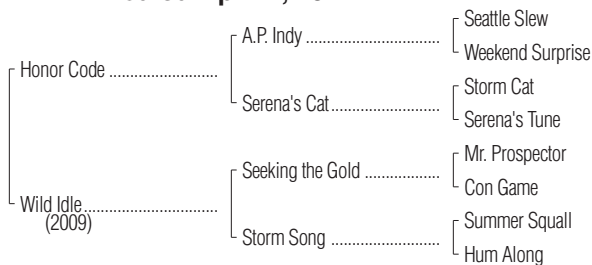 Seattle Slew
A.P. Indy ..............................
Weekend Surprise
Honor Code ........................
Storm Cat
Serena's Cat........................
Serena's Tune
Mr. Prospector
Seeking the Gold .................
Con Game
Wild Idle..............................
(2009)
Summer Squall
Storm Song ........................
Hum Along